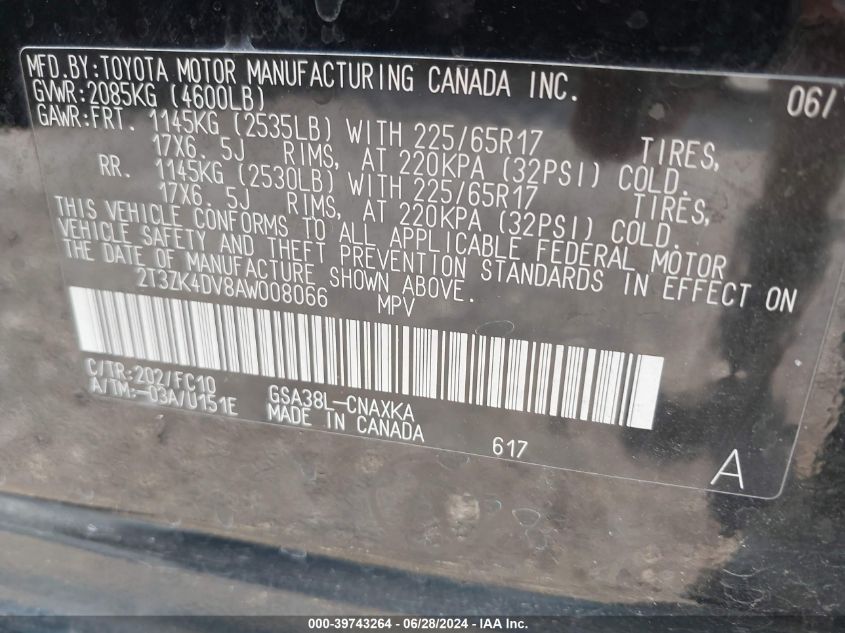 MFD.BY:TOYOTA MOTOR MANUFACTURING CANADA INC. 06/
GVWR:2085KG (4600LB)
GAWR:FRT. 1145KG (2535LB) WITH 225/65R17 TIRES,
17X6.5J RIMS, AT 220KPA (32PSI) COLD.
RR. 1145KG (2530LB) WITH 225/65R17 TIRES,
17X6.5J RIMS, AT 220KPA (32PSI) COLD.
THIS VEHICLE CONFORMS TO ALL APPLICABLE FEDERAL MOTOR
VEHICLE SAFETY AND THEFT PREVENTION STANDARDS IN EFFECT ON
THE DATE OF MANUFACTURE SHOWN ABOVE.
2T3ZK4DV8AW008066 MPV
C/TR:202/FC10 GSA38L-CNAXKA
A/TM:-03A/U151E MADE IN CANADA 617
A
000-39743264 - 06/28/2024 - IAA Inc.